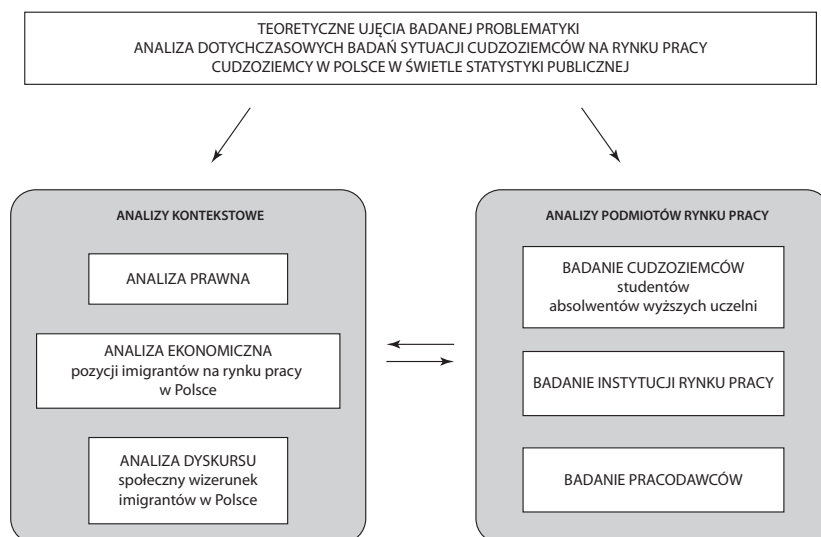 TEORETYCZNE UJĘCIA BADANEJ PROBLEMATYKI
ANALIZA DOTYCHCZASOWYCH BADAŃ SYTUACJI CUDZOZIEMCÓW NA RYNKU PRACY
CUDZOZIEMCY W POLSCE W ŚWIETLE STATYSTYKI PUBLICZNEJ
ANALIZY KONTEKSTOWE
ANALIZA PRAWNA
ANALIZA EKONOMICZNA
pozycji imigrantów na rynku pracy
w Polsce
ANALIZA DYSKURSU
społeczny wizerunek
imigrantów w Polsce
ANALIZY PODMIOTÓW RYNKU PRACY
BADANIE CUDZOZIEMCÓW
studentów
absolwentów wyższych uczelni
BADANIE INSTYTUCJI RYNKU PRACY
BADANIE PRACODAWCÓW